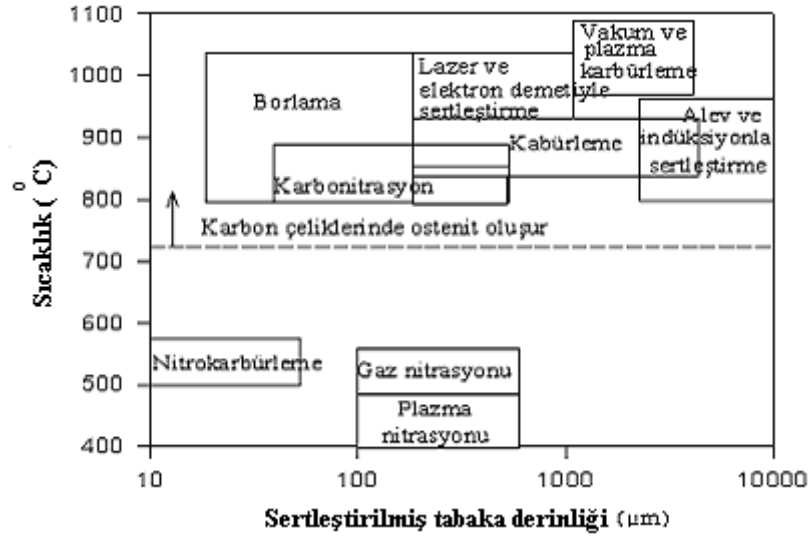 1100
1000
900
800
700
600
500
400
Sıcaklık ( °C)
Borlama
Lazer ve
elektron demetiyle
sertleştirme
Vakum ve
plazma
karbürleme
Alev ve
indüksiyonla
sertleştirme
Kabürleme
Karbonitrasyon
Karbon çeliklerinde ostenit oluşur
Nitrokarbürleme
Gaz nitrasyonu
Plazma
nitrasyonu
10 100 1000 10000
Sertleştirilmiş tabaka derinliği (µm)